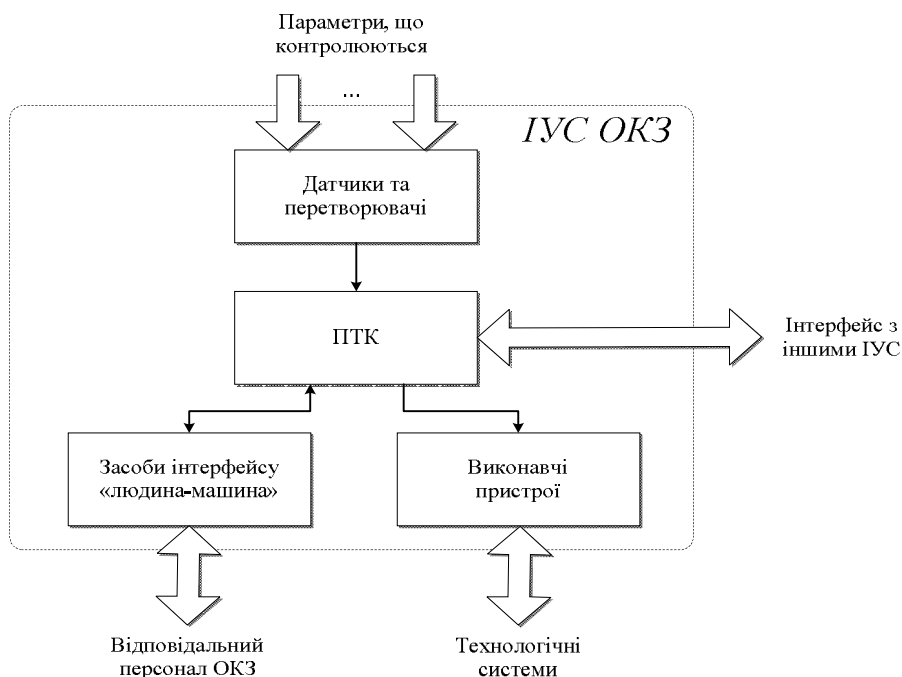 Параметри, що
контролюються
...
ІУС ОКЗ
Датчики та
перетворювачі
ПТК
Інтерфейс з
іншими ІУС
Засоби інтерфейсу
«людина-машина»
Виконавчі
пристрої
Відповідальний
персонал ОКЗ
Технологічні
системи